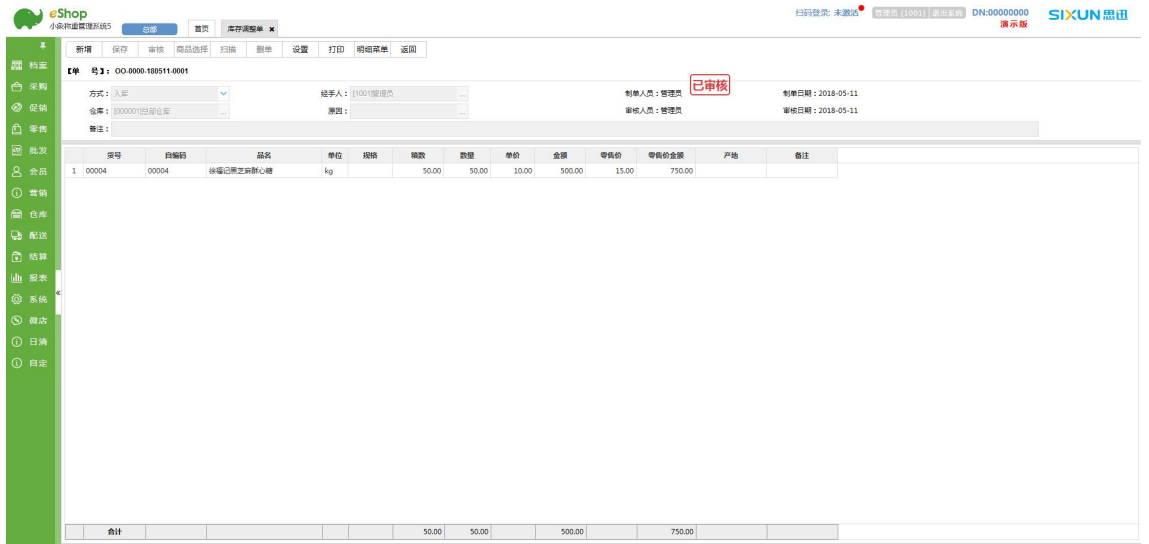 eShop
小象称重管理系统5
总部
首页
库存调整单 ×
扫码登录: 未激活
管理员 [1001] 退出系统
DN:00000000
演示版
SIXUN思迅
新增 保存 审核 商品选择 扫描 删单 设置 打印 明细菜单 返回
档案
采购
促销
零售
批发
会员
营销
仓库
配送
结算
报表
系统
微店
日清
自定
【单 号】: OO-0000-180511-0001
已审核
方式: 入库 经手人: [1001]管理员 ... 制单人员: 管理员 制单日期: 2018-05-11
仓库: [000001]总部仓库 ... 原因: ... 审核人员: 管理员 审核日期: 2018-05-11
备注:
货号 自编码 品名 单位 规格 箱数 数量 单价 金额 零售价 零售价金额 产地 备注
1 00004 00004 徐福记黑芝麻酥心糖 kg 50.00 50.00 10.00 500.00 15.00 750.00
合计 50.00 50.00 500.00 750.00